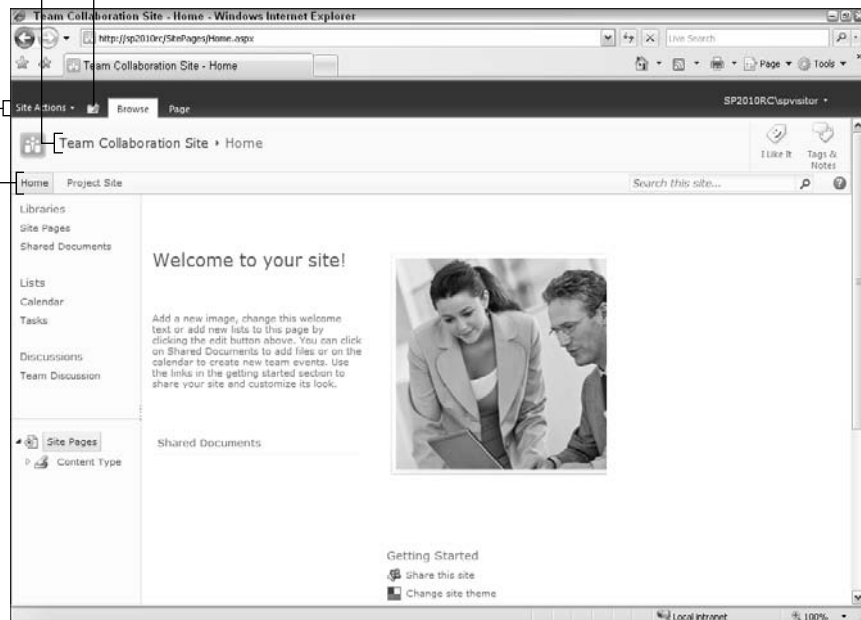 Team Collaboration Site - Home - Windows Internet Explorer
http://sp2010rc/SitePages/Home.aspx
Live Search
Team Collaboration Site - Home
Page
Tools
Site Actions
Browse
Page
SP2010RC\spvisitor
Team Collaboration Site
Home
I Like It
Tags &
Notes
Home
Project Site
Search this site...
Libraries
Site Pages
Shared Documents
Lists
Calendar
Tasks
Discussions
Team Discussion
Site Pages
Content Type
Welcome to your site!
Add a new image, change this welcome
text or add new lists to this page by
clicking the edit button above. You can click
on Shared Documents to add files or on the
calendar to create new team events. Use
the links in the getting started section to
share your site and customize its look.
Shared Documents
Getting Started
Share this site
Change site theme
Local intranet
100%